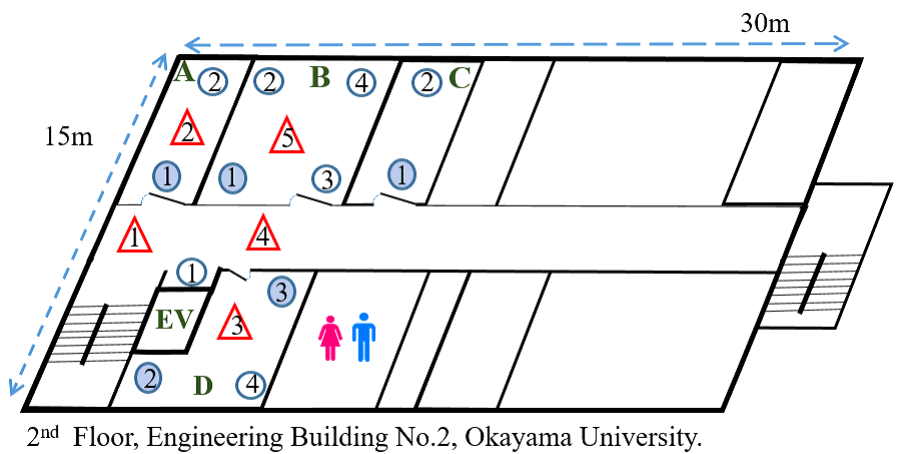 30m
A 2 2 B 4 2 C
15m
2 5
1 1 3 1
1 4
1
3
EV 3
2 D 4
2nd Floor, Engineering Building No.2, Okayama University.